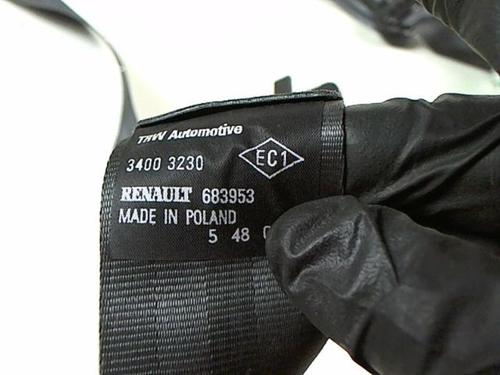 TRW Automotive
3400 3230
EC1
RENAULT 683953
MADE IN POLAND
5 48